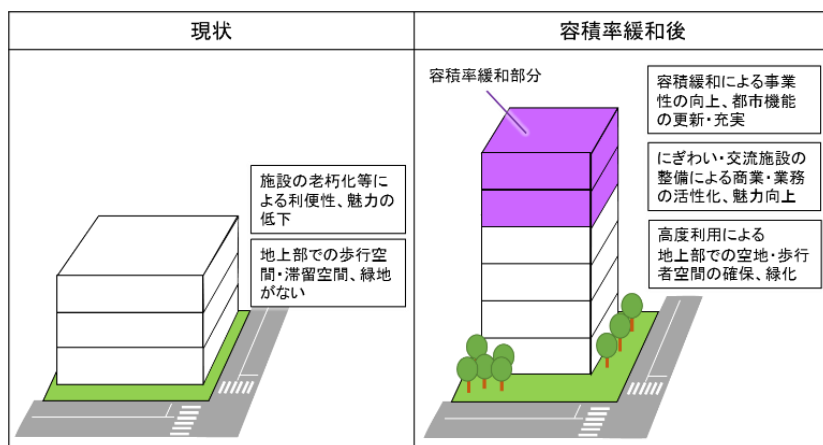 現状
容積率緩和後
施設の老朽化等
による利便性、魅力の
低下
地上部での歩行空
間・滞留空間、緑地
がない
容積率緩和部分
容積緩和による事業
性の向上、都市機能
の更新・充実
にぎわい・交流施設の
整備による商業・業務
の活性化、魅力向上
高度利用による
地上部での空地・歩行
者空間の確保、緑化